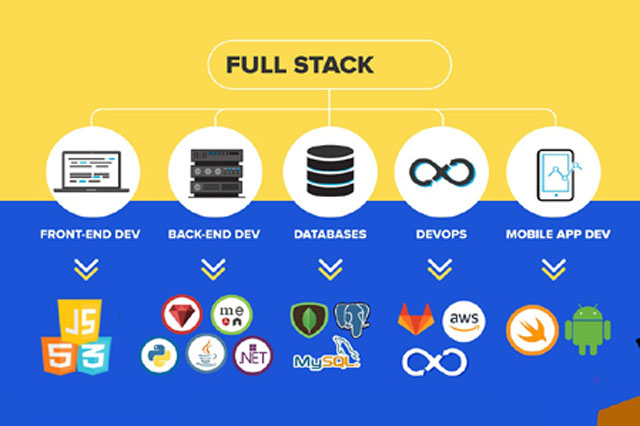 FULL STACK
FRONT-END DEV
BACK-END DEV
DATABASES
DEVOPS
MOBILE APP DEV
JS
5 3
me
aws
.NET
MySQL